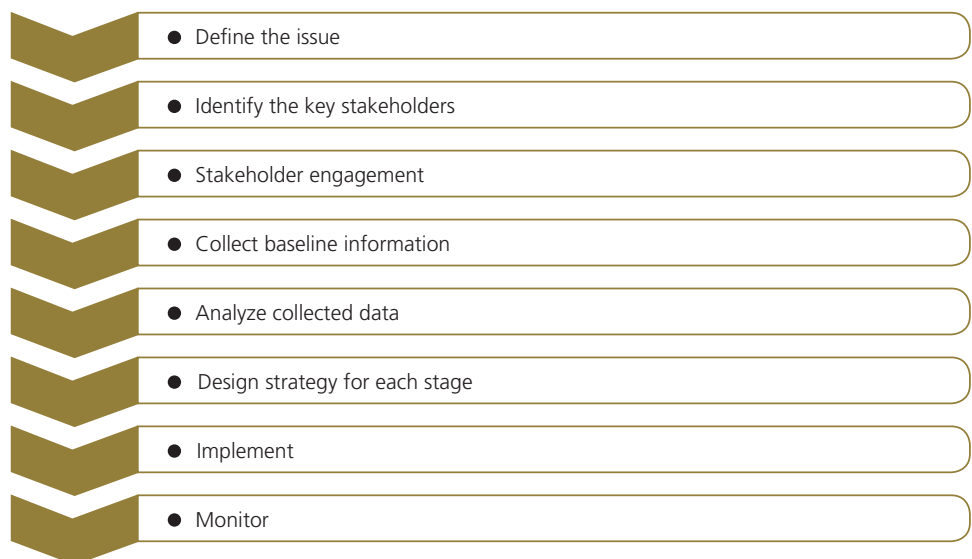 ● Define the issue
● Identify the key stakeholders
● Stakeholder engagement
● Collect baseline information
● Analyze collected data
● Design strategy for each stage
● Implement
● Monitor